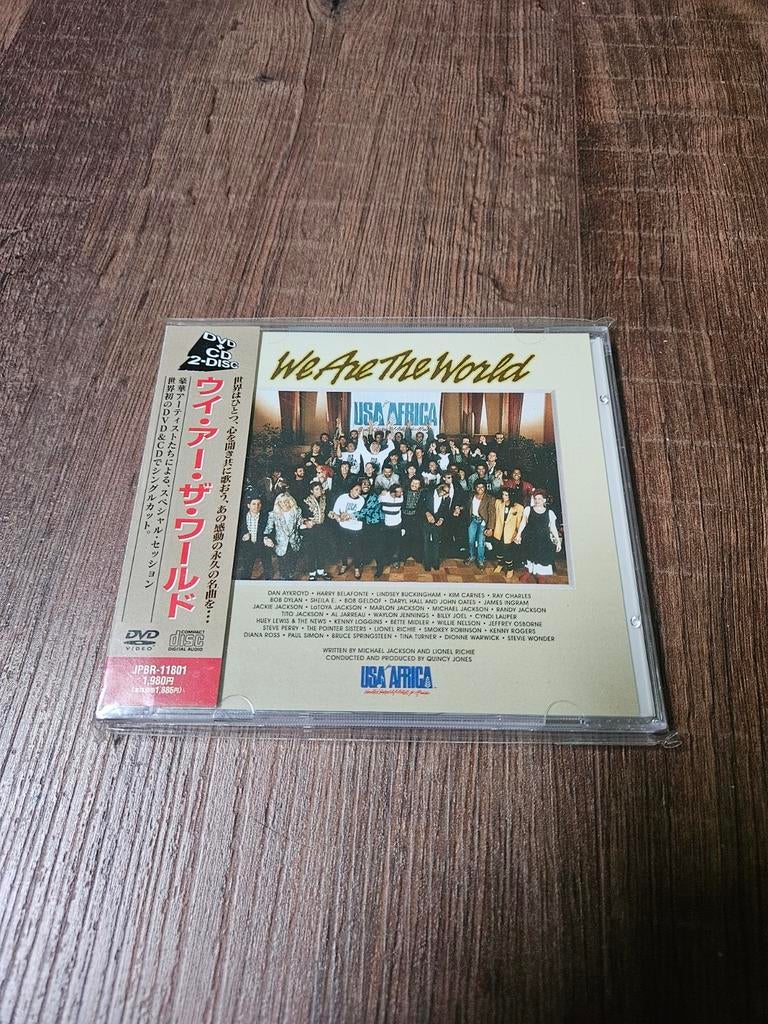 DVD
+
CD
2-DISC
世界はひとつ、心を開き共に歌おう、あの感動の永久の名曲を…
ウイ・アー・ザ・ワールド
豪華アーティストたちによる、スペシャル・セッション
世界初のDVD&CDでシングルカット。
DVD
VIDEO
COMPACT
disc
DIGITAL AUDIO
JPBR-11801
1,980円
We Are The World
USA AFRICA
DAN AYKROYD • HARRY BELAFONTE • LINDSEY BUCKINGHAM • KIM CARNES • RAY CHARLES
BOB DYLAN • SHEILA E. • BOB GELDOF • DARYL HALL AND JOHN OATES • JAMES INGRAM
JACKIE JACKSON • LaTOYA JACKSON • MARLON JACKSON • MICHAEL JACKSON • RANDY JACKSON
TITO JACKSON • AL JARREAU • WAYLON JENNINGS • BILLY JOEL • CYNDI LAUPER
HUEY LEWIS & THE NEWS • KENNY LOGGINS • BETTE MIDLER • WILLIE NELSON • JEFFREY OSBORNE
STEVE PERRY • THE POINTER SISTERS • LIONEL RICHIE • SMOKEY ROBINSON • KENNY ROGERS
DIANA ROSS • PAUL SIMON • BRUCE SPRINGSTEEN • TINA TURNER • DIONNE WARWICK • STEVIE WONDER
WRITTEN BY MICHAEL JACKSON AND LIONEL RICHIE
CONDUCTED AND PRODUCED BY QUINCY JONES
USA AFRICA
United Support of Artists for Africa